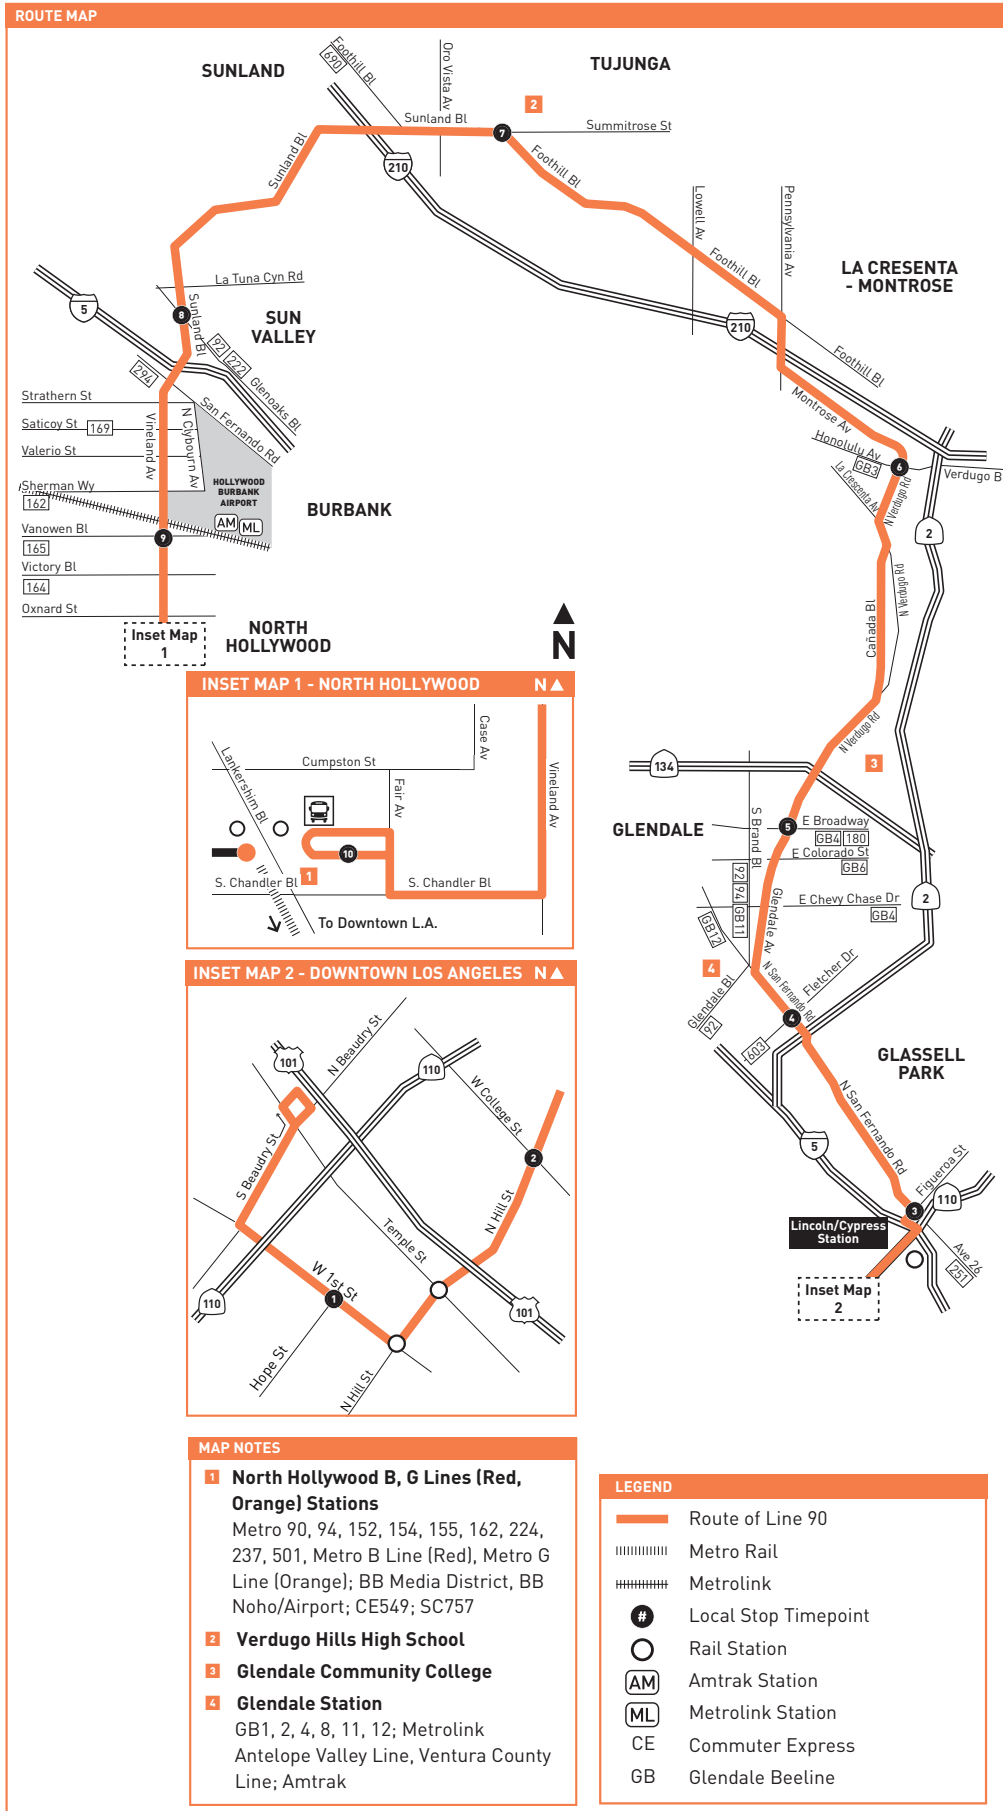 ROUTE MAP
SUNLAND
Foothill Bl
690
Oro Vista Av
TUJUNGA
2
Sunland Bl
7
Summitrose St
Sunland Bl
210
Foothill Bl
Lowell Av
Pennsylvania Av
Foothill Bl
LA CRESENTA
- MONTROSE
La Tuna Cyn Rd
5
8
Sunland Bl
SUN
VALLEY
210
Foothill Bl
92
222
Glenoaks Bl
294
Strathern St
San Fernando Rd
N Clybourn Av
Vineland Av
Saticoy St
169
Valerio St
Montrose Av
Honolulu Av
GB3
6
Verdugo B
La Crescenta Av
N Verdugo Rd
Sherman Wy
162
HOLLYWOOD
BURBANK
AIRPORT
AM
ML
BURBANK
Vanowen Bl
9
165
Victory Bl
164
Oxnard St
2
N Verdugo Rd
Cañada Bl
Inset Map
1
NORTH
HOLLYWOOD
N
INSET MAP 1 - NORTH HOLLYWOOD
N
Case Av
Lankershim Bl
Cumpston St
Fair Av
Vineland Av
10
1
S. Chandler Bl
S. Chandler Bl
To Downtown L.A.
N Verdugo Rd
3
134
GLENDALE
S Brand Bl
5
E Broadway
GB4
180
E Colorado St
GB6
92
94
GB11
Glendale Av
E Chevy Chase Dr
GB4
2
GB12
4
N San Fernando Rd
Fletcher Dr
Glendale Bl
92
4
603
GLASSELL
PARK
N San Fernando Rd
5
Figueroa St
110
3
Lincoln/Cypress
Station
Ave 26
251
Inset Map
2
INSET MAP 2 - DOWNTOWN LOS ANGELES
N
101
N Beaudry St
110
W College St
2
S Beaudry St
N Hill St
Temple St
W 1st St
1
110
101
Hope St
N Hill St
MAP NOTES
1 North Hollywood B, G Lines (Red,
Orange) Stations
Metro 90, 94, 152, 154, 155, 162, 224,
237, 501, Metro B Line (Red), Metro G
Line (Orange); BB Media District, BB
Noho/Airport; CE549; SC757
2 Verdugo Hills High School
3 Glendale Community College
4 Glendale Station
GB1, 2, 4, 8, 11, 12; Metrolink
Antelope Valley Line, Ventura County
Line; Amtrak
LEGEND
Route of Line 90
Metro Rail
Metrolink
# Local Stop Timepoint
Rail Station
AM Amtrak Station
ML Metrolink Station
CE Commuter Express
GB Glendale Beeline